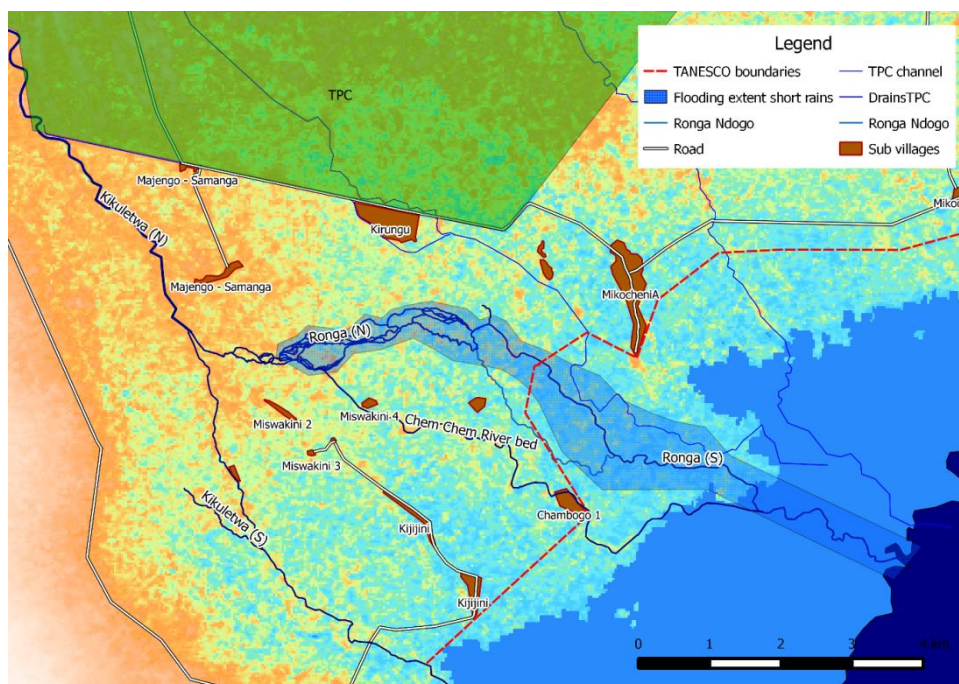 Legend
TANESCO boundaries
TPC channel
Flooding extent short rains
DrainsTPC
Ronga Ndogo
Ronga Ndogo
Road
Sub villages
TPC
Majengo - Samanga
Kikuletwa (N)
Kirungu
Majengo - Samanga
MikocheniA
Ronga (N)
Miswakini 2
Miswakini 4
Chem-Chem River bed
Miswakini 3
Ronga (S)
Kikuletwa (S)
Kijijini
Chambogo 1
Kijijini
0 1 2 3 4 km